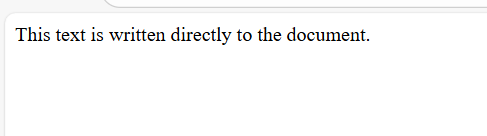 This text is written directly to the document.